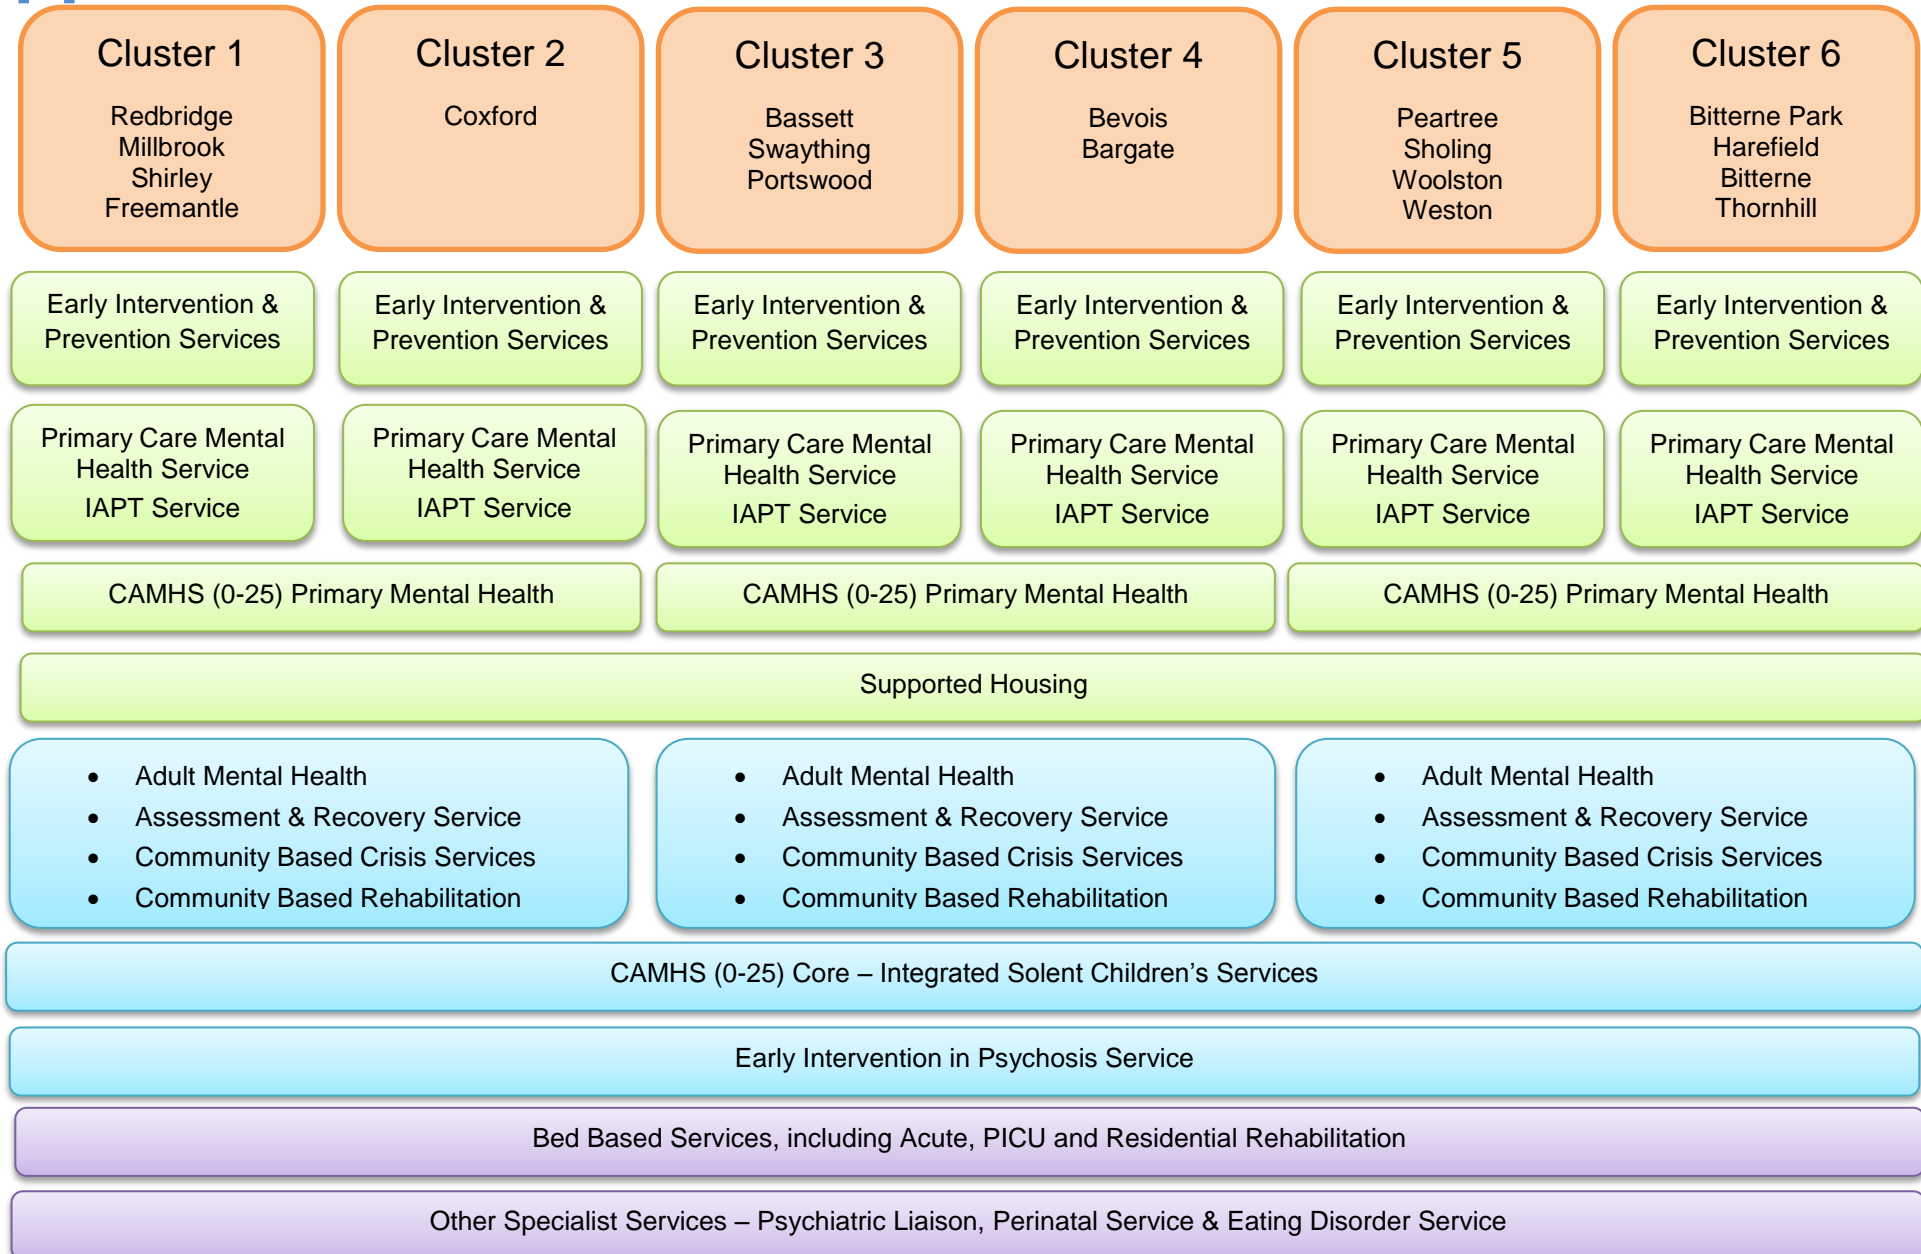 Cluster 1
Redbridge
Millbrook
Shirley
Freemantle
Cluster 2
Coxford
Cluster 3
Bassett
Swaything
Portswood
Cluster 4
Bevois
Bargate
Cluster 5
Peartree
Sholing
Woolston
Weston
Cluster 6
Bitterne Park
Harefield
Bitterne
Thornhill
Early Intervention &
Prevention Services
Early Intervention &
Prevention Services
Early Intervention &
Prevention Services
Early Intervention &
Prevention Services
Early Intervention &
Prevention Services
Early Intervention &
Prevention Services
Primary Care Mental
Health Service
IAPT Service
Primary Care Mental
Health Service
IAPT Service
Primary Care Mental
Health Service
IAPT Service
Primary Care Mental
Health Service
IAPT Service
Primary Care Mental
Health Service
IAPT Service
Primary Care Mental
Health Service
IAPT Service
CAMHS (0-25) Primary Mental Health
CAMHS (0-25) Primary Mental Health
CAMHS (0-25) Primary Mental Health
Supported Housing
• Adult Mental Health
• Assessment & Recovery Service
• Community Based Crisis Services
• Community Based Rehabilitation
• Adult Mental Health
• Assessment & Recovery Service
• Community Based Crisis Services
• Community Based Rehabilitation
• Adult Mental Health
• Assessment & Recovery Service
• Community Based Crisis Services
• Community Based Rehabilitation
CAMHS (0-25) Core – Integrated Solent Children’s Services
Early Intervention in Psychosis Service
Bed Based Services, including Acute, PICU and Residential Rehabilitation
Other Specialist Services – Psychiatric Liaison, Perinatal Service & Eating Disorder Service